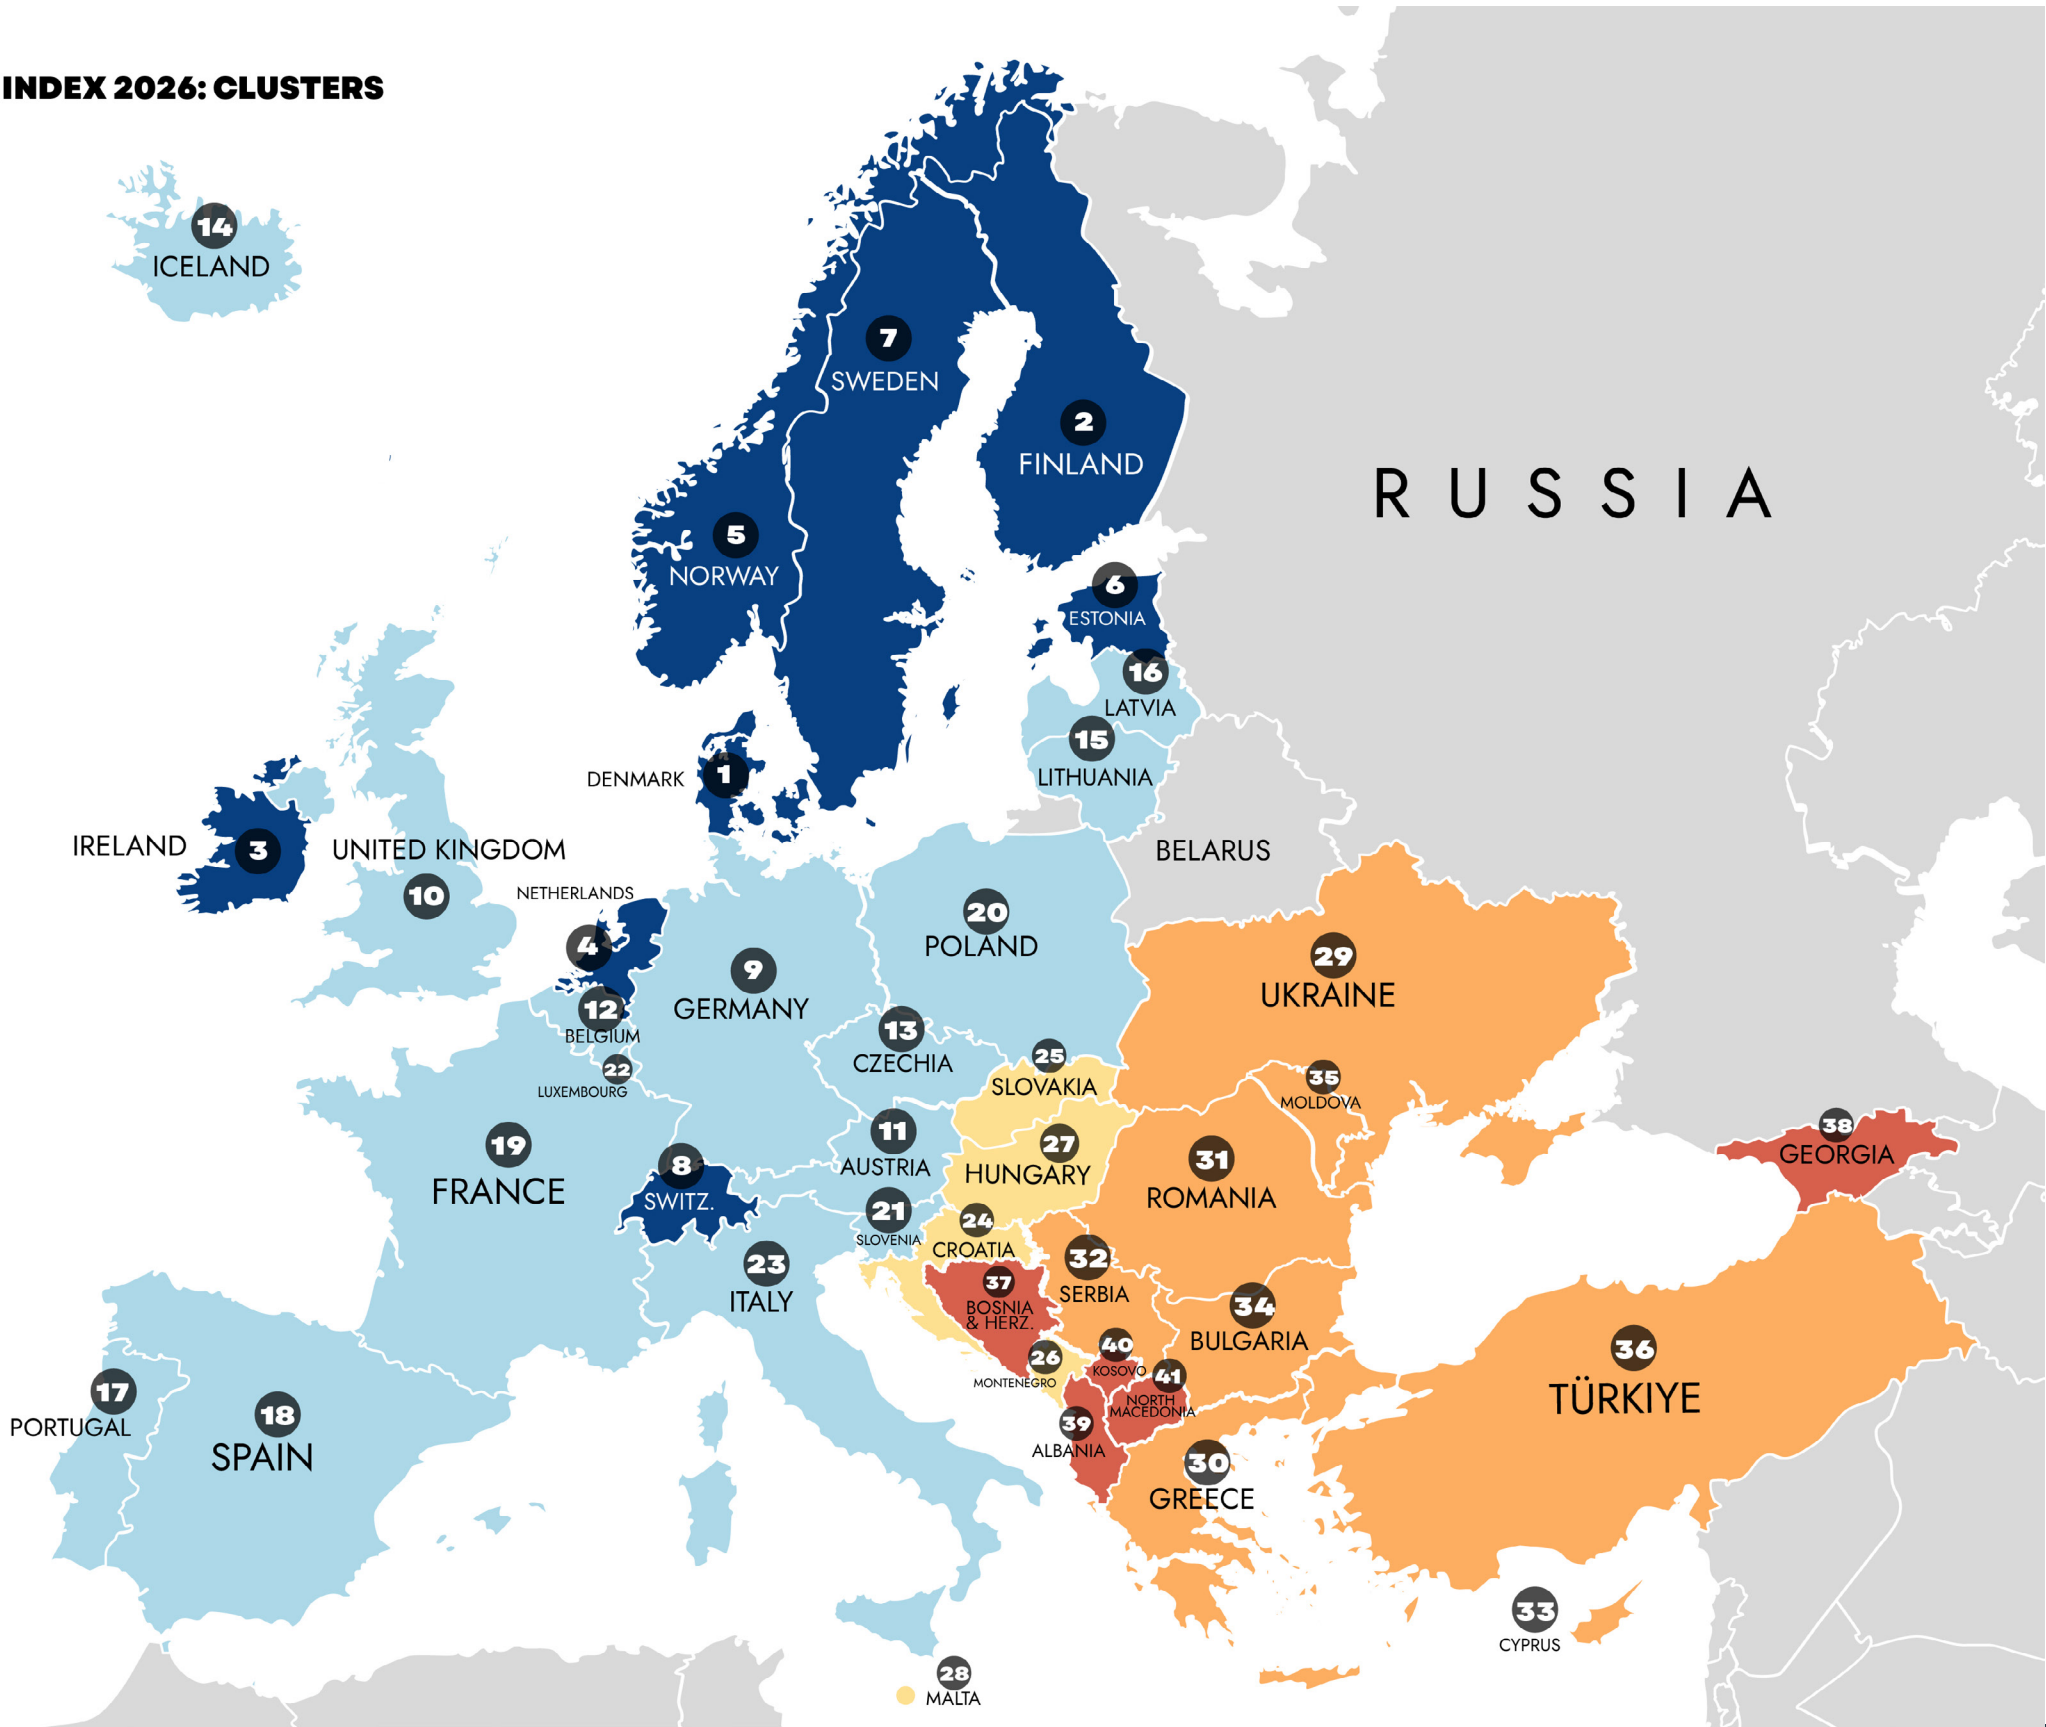 INDEX 2026: CLUSTERS
14
ICELAND
7
SWEDEN
2
FINLAND
RUSSIA
5
NORWAY
6
ESTONIA
16
LATVIA
15
LITHUANIA
DENMARK
1
IRELAND
3
UNITED KINGDOM
10
BELARUS
NETHERLANDS
4
20
POLAND
29
UKRAINE
9
GERMANY
12
BELGIUM
13
CZECHIA
22
LUXEMBOURG
25
SLOVAKIA
35
MOLDOVA
19
FRANCE
11
AUSTRIA
27
HUNGARY
38
GEORGIA
8
SWITZ.
31
ROMANIA
21
SLOVENIA
24
CROATIA
23
ITALY
32
SERBIA
37
BOSNIA
& HERZ.
34
BULGARIA
26
MONTENEGRO
40
KOSOVO
41
NORTH
MACEDONIA
36
TÜRKİYE
17
PORTUGAL
18
SPAIN
39
ALBANIA
30
GREECE
33
CYPRUS
28
MALTA